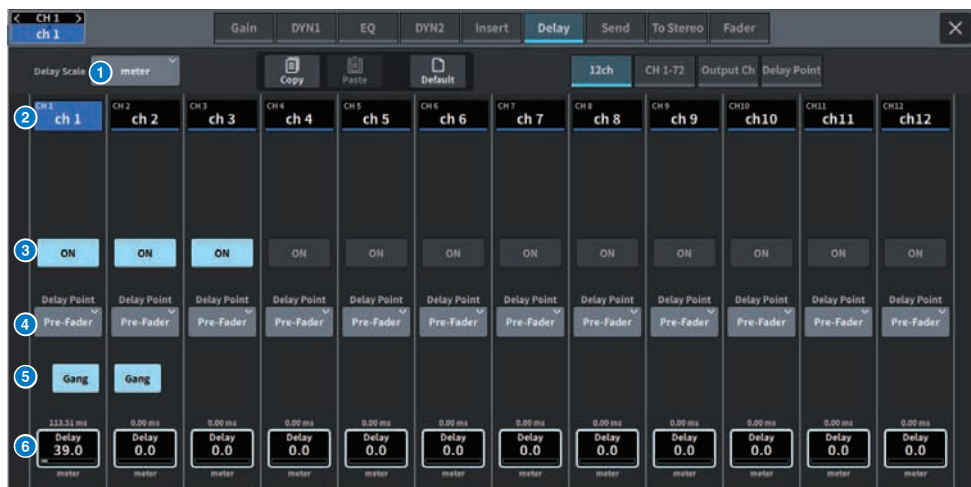 < CH 1 >
ch 1
Gain DYN1 EQ DYN2 Insert Delay Send To Stereo Fader
Delay Scale 1 meter Copy Paste Default 12ch CH 1-72 Output Ch Delay Point
2 CH 1 CH 2 CH 3 CH 4 CH 5 CH 6 CH 7 CH 8 CH 9 CH10 CH11 CH12
ch 1 ch 2 ch 3 ch 4 ch 5 ch 6 ch 7 ch 8 ch 9 ch10 ch11 ch12
3 ON ON ON ON ON ON ON ON ON ON ON ON
Delay Point Delay Point Delay Point Delay Point Delay Point Delay Point Delay Point Delay Point Delay Point Delay Point Delay Point Delay Point
4 Pre-Fader Pre-Fader Pre-Fader Pre-Fader Pre-Fader Pre-Fader Pre-Fader Pre-Fader Pre-Fader Pre-Fader Pre-Fader Pre-Fader
5 Gang Gang
113.51 ms 0.00 ms 0.00 ms 0.00 ms 0.00 ms 0.00 ms 0.00 ms 0.00 ms 0.00 ms 0.00 ms 0.00 ms 0.00 ms
6 Delay Delay Delay Delay Delay Delay Delay Delay Delay Delay Delay Delay
39.0 0.0 0.0 0.0 0.0 0.0 0.0 0.0 0.0 0.0 0.0 0.0
meter meter meter meter meter meter meter meter meter meter meter meter